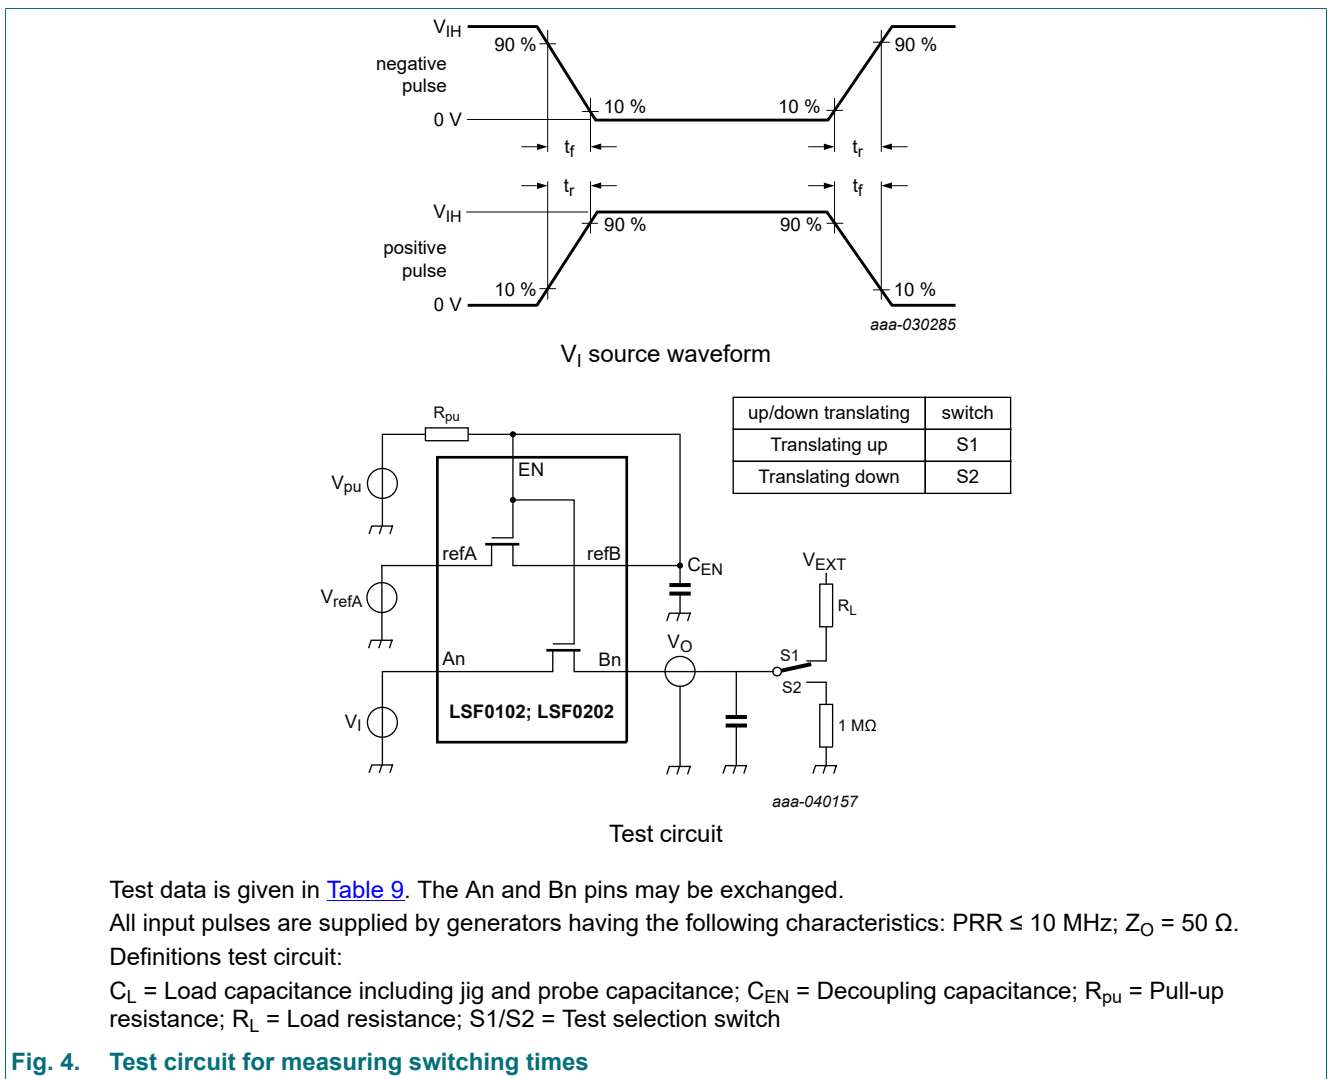 VIH
90 %
90 %
negative
pulse
10 %
10 %
0 V
tf
tr
tr
tf
VIH
90 %
90 %
positive
pulse
10 %
10 %
0 V
aaa-030285
VI source waveform
Rpu
up/down translating switch
Translating up S1
Translating down S2
EN
Vpu
refA
refB
CEN
VEXT
VrefA
RL
An
Bn
VO
S1
S2
LSF0102; LSF0202
VI
1 MΩ
aaa-040157
Test circuit
Test data is given in Table 9. The An and Bn pins may be exchanged.
All input pulses are supplied by generators having the following characteristics: PRR ≤ 10 MHz; ZO = 50 Ω.
Definitions test circuit:
CL = Load capacitance including jig and probe capacitance; CEN = Decoupling capacitance; Rpu = Pull-up
resistance; RL = Load resistance; S1/S2 = Test selection switch
Fig. 4. Test circuit for measuring switching times